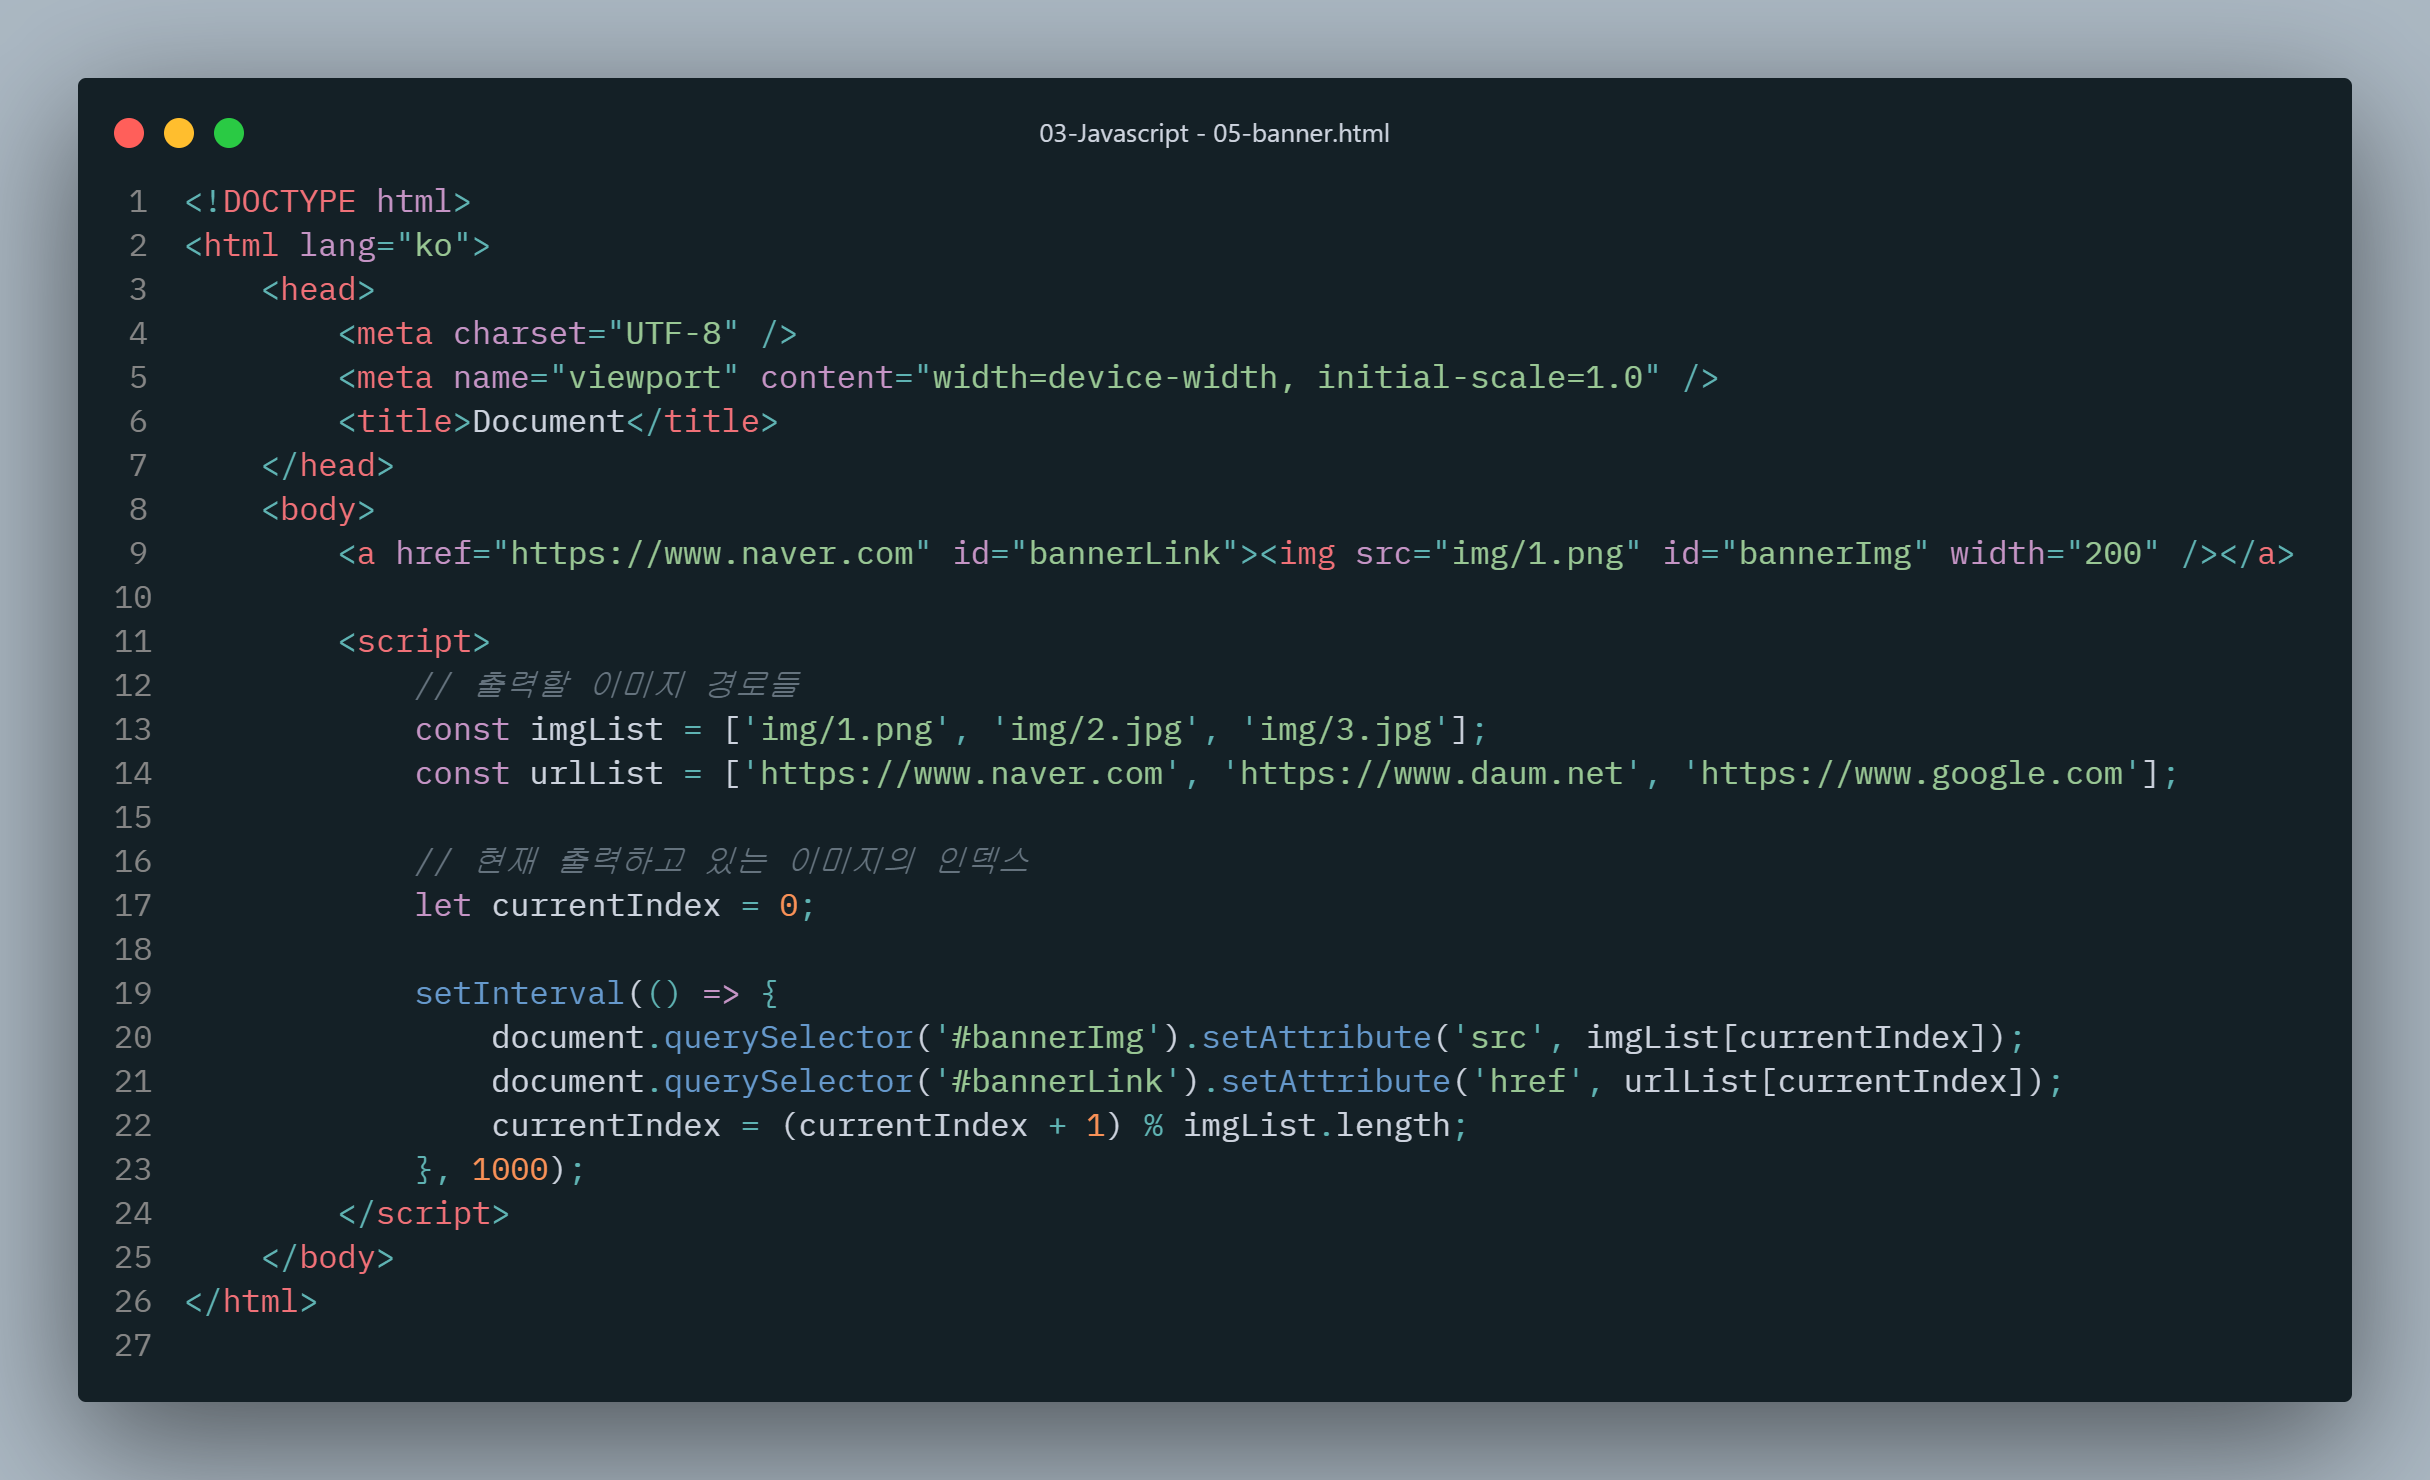 03-Javascript - 05-banner.html
1 <!DOCTYPE html>
2 <html lang="ko">
3     <head>
4         <meta charset="UTF-8" />
5         <meta name="viewport" content="width=device-width, initial-scale=1.0" />
6         <title>Document</title>
7     </head>
8     <body>
9         <a href="https://www.naver.com" id="bannerLink"><img src="img/1.png" id="bannerImg" width="200" /></a>
10
11         <script>
12             // 출력할 이미지 경로들
13             const imgList = ['img/1.png', 'img/2.jpg', 'img/3.jpg'];
14             const urlList = ['https://www.naver.com', 'https://www.daum.net', 'https://www.google.com'];
15
16             // 현재 출력하고 있는 이미지의 인덱스
17             let currentIndex = 0;
18
19             setInterval(() => {
20                 document.querySelector('#bannerImg').setAttribute('src', imgList[currentIndex]);
21                 document.querySelector('#bannerLink').setAttribute('href', urlList[currentIndex]);
22                 currentIndex = (currentIndex + 1) % imgList.length;
23             }, 1000);
24         </script>
25     </body>
26 </html>
27